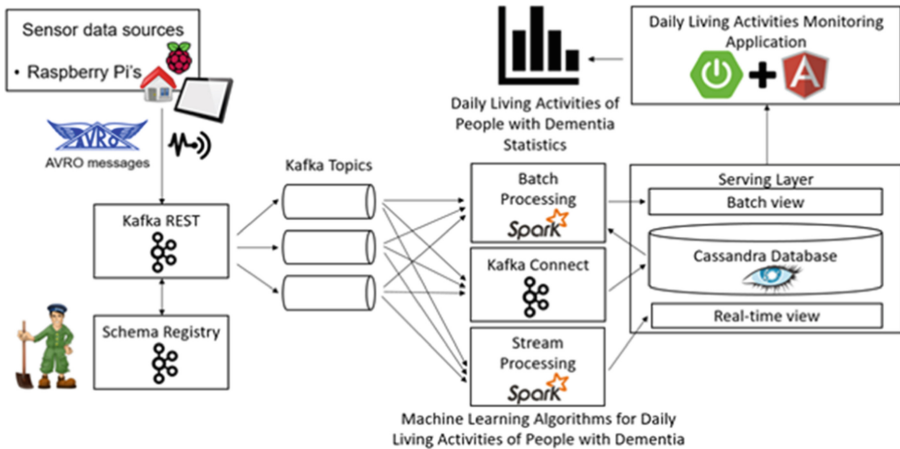 Sensor data sources
• Raspberry Pi's
AVRO
AVRO messages
Kafka REST
Schema Registry
Kafka Topics
Batch
Processing
Spark
Kafka Connect
Stream
Processing
Spark
Machine Learning Algorithms for Daily
Living Activities of People with Dementia
Daily Living Activities of
People with Dementia
Statistics
Daily Living Activities Monitoring
Application
Serving Layer
Batch view
Cassandra Database
Real-time view